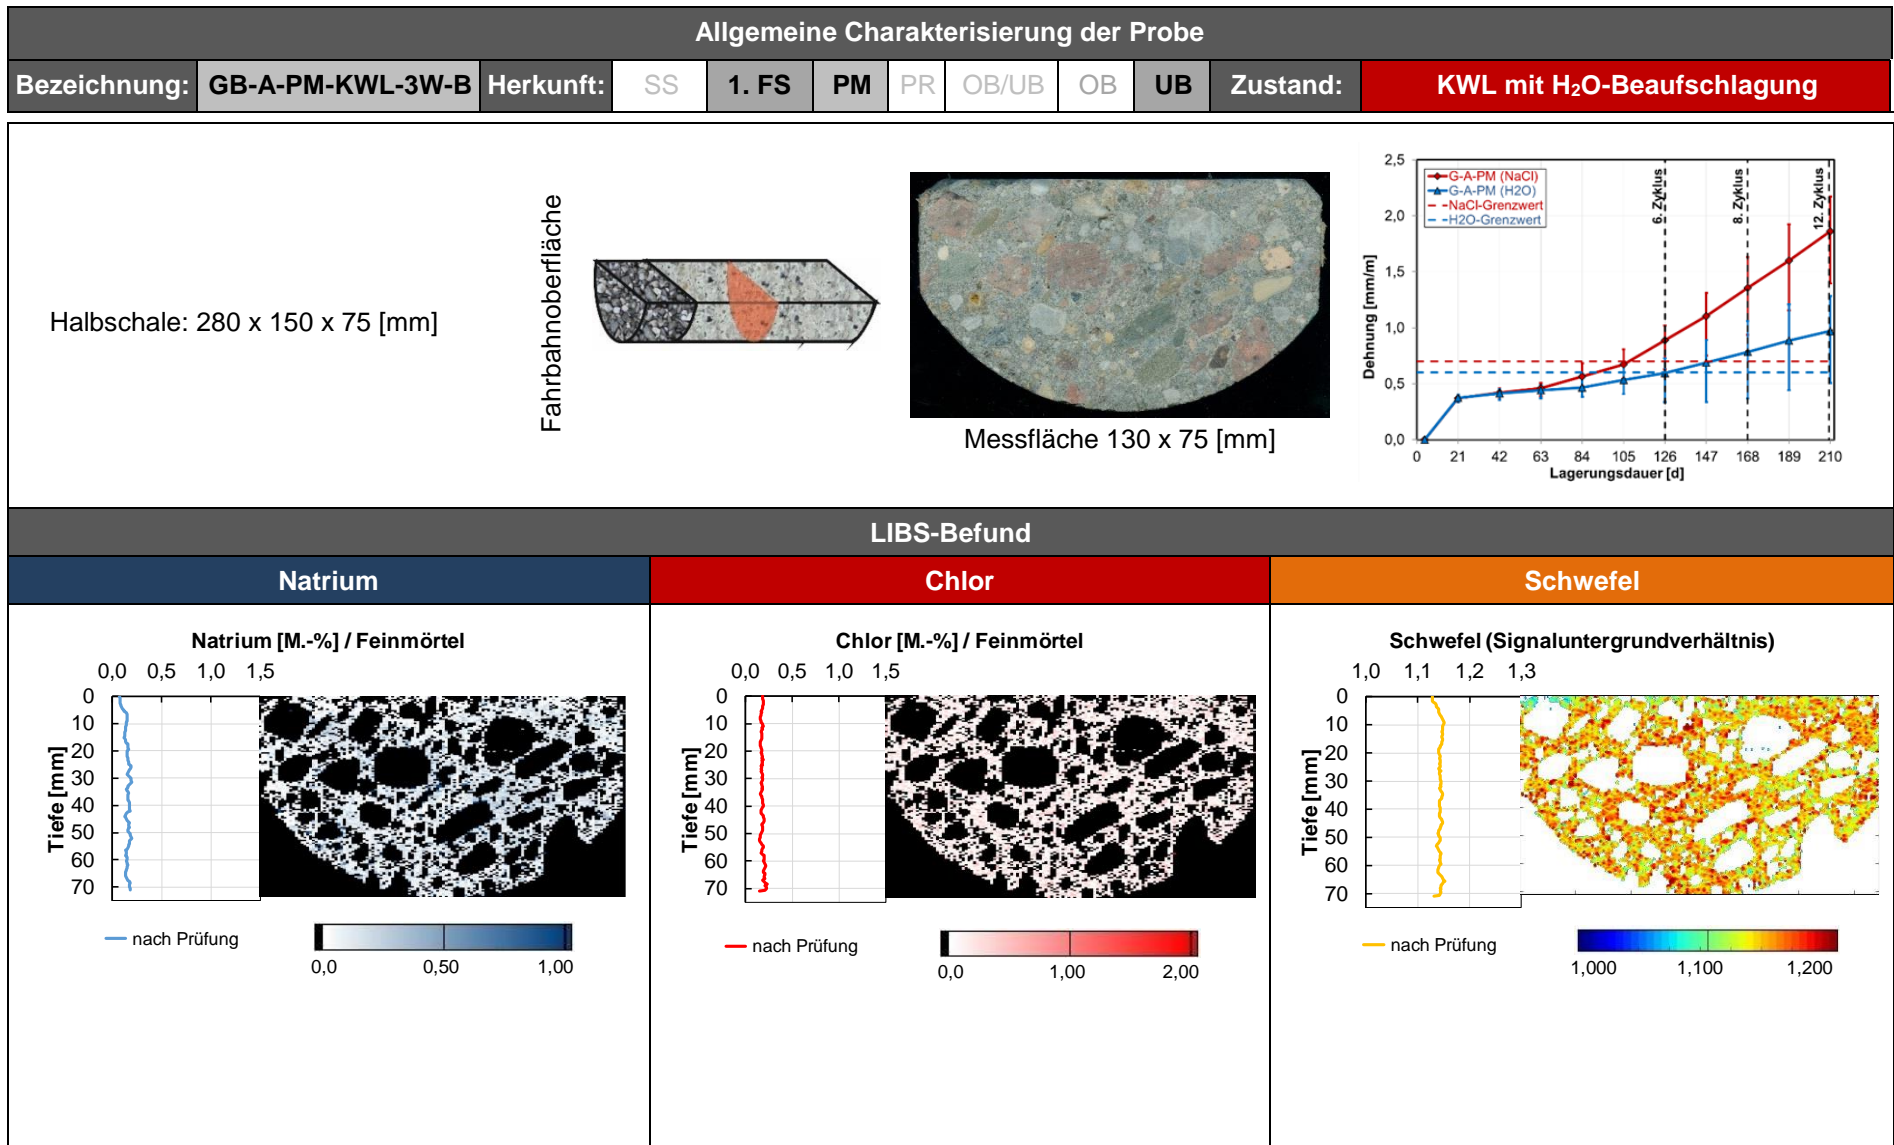 Allgemeine Charakterisierung der Probe
Bezeichnung: GB-A-PM-KWL-3W-B Herkunft: SS 1. FS PM PR OB/UB OB UB Zustand: KWL mit H₂O-Beaufschlagung
Halbschale: 280 x 150 x 75 [mm]
Fahrbahnoberfläche
Messfläche 130 x 75 [mm]
Dehnung [mm/m]
2,5
2,0
1,5
1,0
0,5
0,0
G-A-PM (NaCl)
G-A-PM (H2O)
NaCl-Grenzwert
H2O-Grenzwert
6. Zyklus
8. Zyklus
12. Zyklus
0 21 42 63 84 105 126 147 168 189 210
Lagerungsdauer [d]
LIBS-Befund
Natrium
Chlor
Schwefel
Natrium [M.-%] / Feinmörtel
0,0 0,5 1,0 1,5
Tiefe [mm]
0
10
20
30
40
50
60
70
nach Prüfung
0,0 0,50 1,00
Chlor [M.-%] / Feinmörtel
0,0 0,5 1,0 1,5
Tiefe [mm]
0
10
20
30
40
50
60
70
nach Prüfung
0,0 1,00 2,00
Schwefel (Signaluntergrundverhältnis)
1,0 1,1 1,2 1,3
Tiefe [mm]
0
10
20
30
40
50
60
70
nach Prüfung
1,000 1,100 1,200